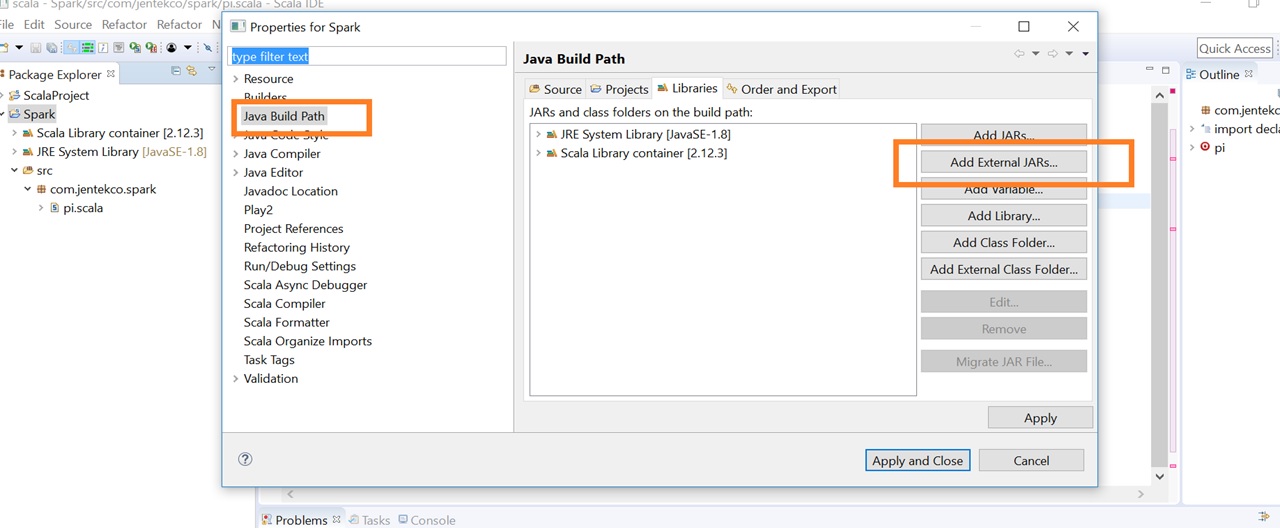 scala - Spark/src/com/jentekco/spark/pi.scala - Scala IDE
File Edit Source Refactor Refactor N
Quick Access
Package Explorer
ScalaProject
Spark
Scala Library container [2.12.3]
JRE System Library [JavaSE-1.8]
src
com.jentekco.spark
pi.scala
Properties for Spark
type filter text
Resource
Builders
Java Build Path
Java Code Style
Java Compiler
Java Editor
Javadoc Location
Play2
Project References
Refactoring History
Run/Debug Settings
Scala Async Debugger
Scala Compiler
Scala Formatter
Scala Organize Imports
Task Tags
Validation
Java Build Path
Source Projects Libraries Order and Export
JARs and class folders on the build path:
JRE System Library [JavaSE-1.8]
Scala Library container [2.12.3]
Add JARs...
Add External JARs...
Add Variable...
Add Library...
Add Class Folder...
Add External Class Folder...
Edit...
Remove
Migrate JAR File...
Apply
Apply and Close Cancel
Outline
com.jentek
import decla
pi
Problems Tasks Console